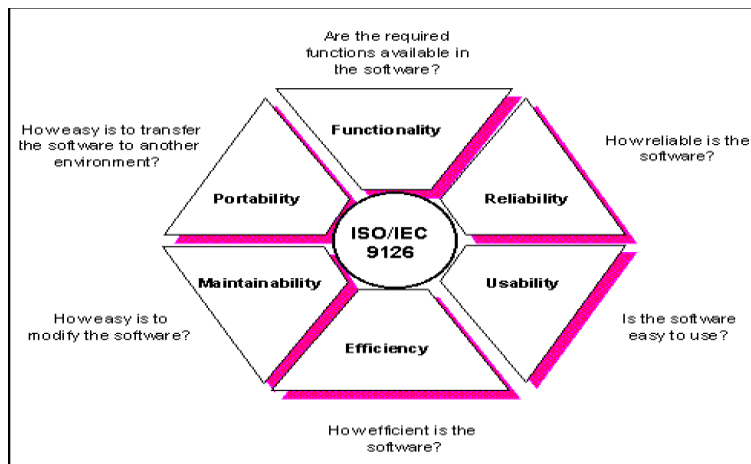 Are the required
functions available in
the software?
Functionality
How easy is to transfer
the software to another
environment?
Portability
How reliable is the
software?
Reliability
ISO/IEC
9126
Maintainability
How easy is to
modify the software?
Usability
Is the software
easy to use?
Efficiency
How efficient is the
software?